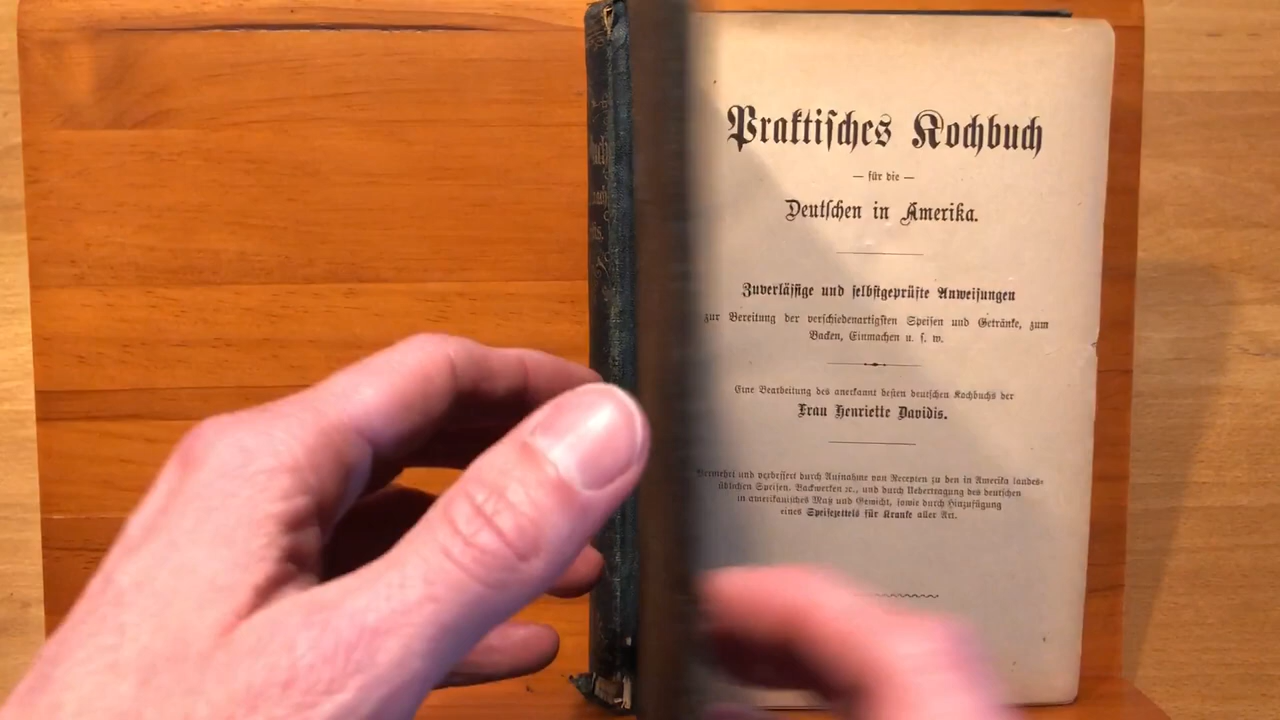 Praktisches Kochbuch
— für die —
Deutschen in Amerika.
Zuverlässige und selbstgeprüfte Anweisungen
zur Bereitung der verschiedenartigsten Speisen und Getränke, zum
Backen, Einmachen u. s. w.
Eine Bearbeitung des anerkannt besten deutschen Kochbuchs der
Frau Henriette Davidis.
Vermehrt und verbessert durch Aufnahme von Recepten zu den in Amerika landes-
üblichen Speisen, Backwerken ꝛc., und durch Uebertragung des deutschen
in amerikanisches Maß und Gewicht, sowie durch Hinzufügung
eines Speisezettels für Kranke aller Art.